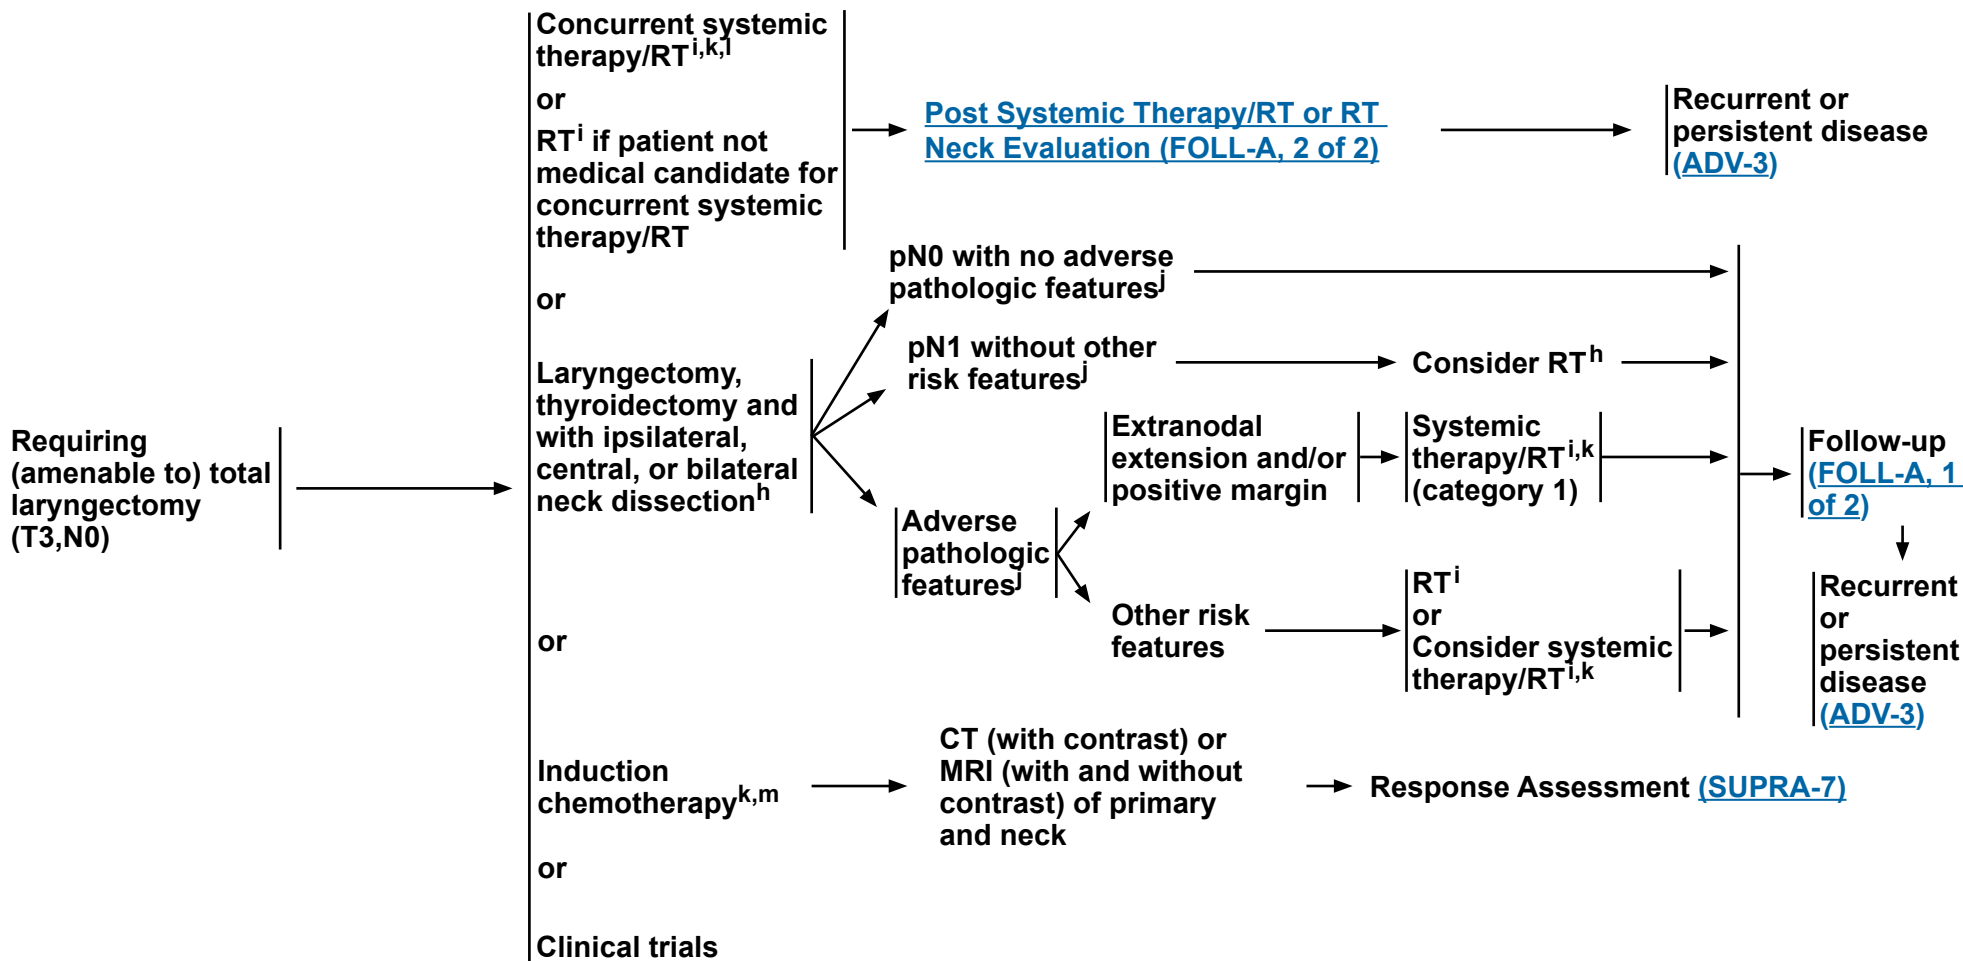 Requiring
(amenable to) total
laryngectomy
(T3,N0)
Concurrent systemic
therapy/RTi,k,l
or
RTi if patient not
medical candidate for
concurrent systemic
therapy/RT
or
Laryngectomy,
thyroidectomy and
with ipsilateral,
central, or bilateral
neck dissectionh
or
Induction
chemotherapyk,m
or
Clinical trials
Post Systemic Therapy/RT or RT
Neck Evaluation (FOLL-A, 2 of 2)
Recurrent or
persistent disease
(ADV-3)
pN0 with no adverse
pathologic featuresj
pN1 without other
risk featuresj
Consider RTh
Adverse
pathologic
featuresj
Extranodal
extension and/or
positive margin
Systemic
therapy/RTi,k
(category 1)
Other risk
features
RTi
or
Consider systemic
therapy/RTi,k
Follow-up
(FOLL-A, 1
of 2)
Recurrent
or
persistent
disease
(ADV-3)
CT (with contrast) or
MRI (with and without
contrast) of primary
and neck
Response Assessment (SUPRA-7)